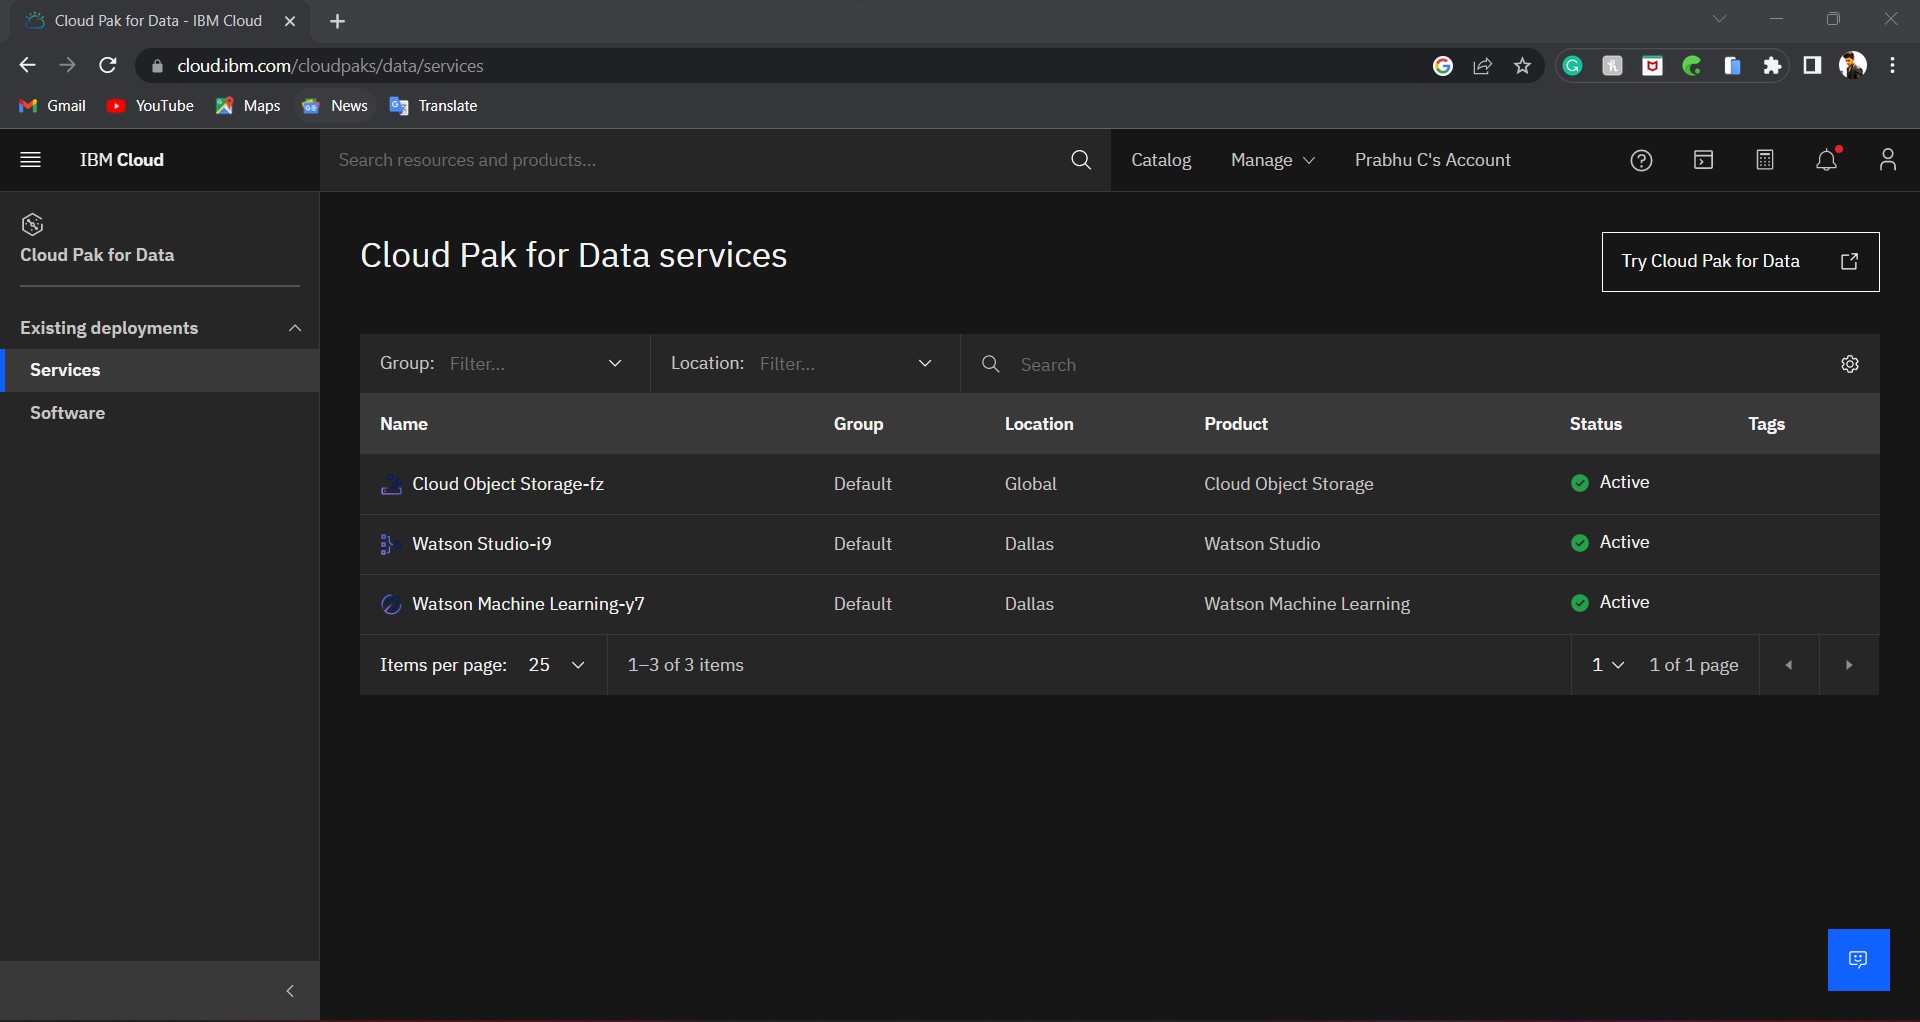 Cloud Pak for Data - IBM Cloud
cloud.ibm.com/cloudpaks/data/services
Gmail YouTube Maps News Translate
IBM Cloud Search resources and products... Catalog Manage Prabhu C's Account
Cloud Pak for Data
Existing deployments
Services
Software
Cloud Pak for Data services
Try Cloud Pak for Data
Group: Filter... Location: Filter... Search
Name Group Location Product Status Tags
Cloud Object Storage-fz Default Global Cloud Object Storage Active
Watson Studio-i9 Default Dallas Watson Studio Active
Watson Machine Learning-y7 Default Dallas Watson Machine Learning Active
Items per page: 25 1–3 of 3 items 1 1 of 1 page